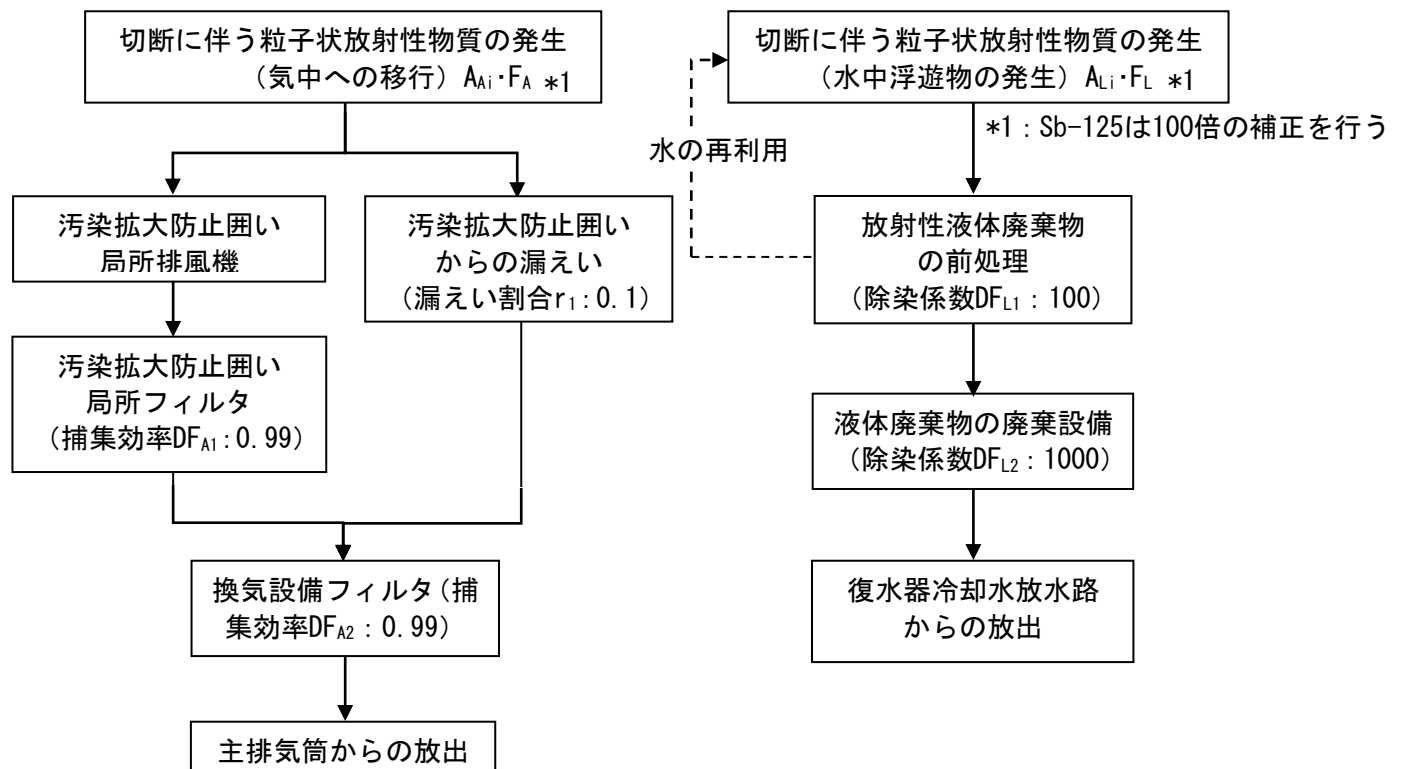 切断に伴う粒子状放射性物質の発生
（気中への移行）AAi・FA *1
汚染拡大防止囲い
局所排風機
汚染拡大防止囲い
からの漏えい
（漏えい割合r1：0.1）
汚染拡大防止囲い
局所フィルタ
（捕集効率DFA1：0.99）
換気設備フィルタ（捕
集効率DFA2：0.99）
主排気筒からの放出
切断に伴う粒子状放射性物質の発生
（水中浮遊物の発生）ALi・FL *1
*1：Sb-125は100倍の補正を行う
水の再利用
放射性液体廃棄物
の前処理
（除染係数DFL1：100）
液体廃棄物の廃棄設備
（除染係数DFL2：1000）
復水器冷却水放水路
からの放出